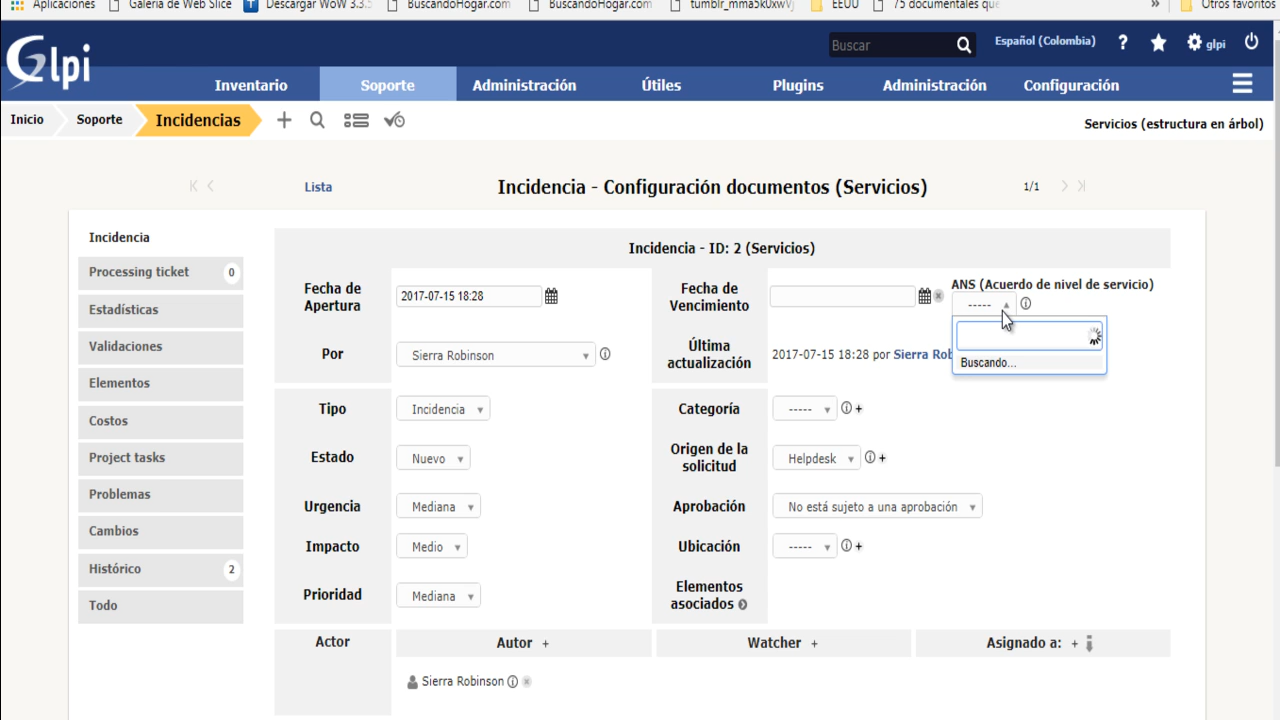 Aplicaciones Galería de Web Slice Descargar WoW 3.3. BuscandoHogar.com BuscandoHogar.com EEUU 75 documentales que » Otros favoritos
Glpi
Buscar Español (Colombia) ? glpi
Inventario Soporte Administración Útiles Plugins Administración Configuración
Inicio Soporte Incidencias Servicios (estructura en árbol)
Lista Incidencia - Configuración documentos (Servicios) 1/1
Incidencia
Processing ticket 0
Estadísticas
Validaciones
Elementos
Costos
Project tasks
Problemas
Cambios
Histórico 2
Todo
Incidencia - ID: 2 (Servicios)
Fecha de Apertura 2017-07-15 18:28
Fecha de Vencimiento
ANS (Acuerdo de nivel de servicio)
-----
Buscando...
Por Sierra Robinson
Última actualización 2017-07-15 18:28 por Sierra Rob
Tipo Incidencia Categoría ----- +
Estado Nuevo Origen de la solicitud Helpdesk +
Urgencia Mediana Aprobación No está sujeto a una aprobación
Impacto Medio Ubicación ----- +
Prioridad Mediana Elementos asociados
Actor Autor + Watcher + Asignado a: +
Sierra Robinson